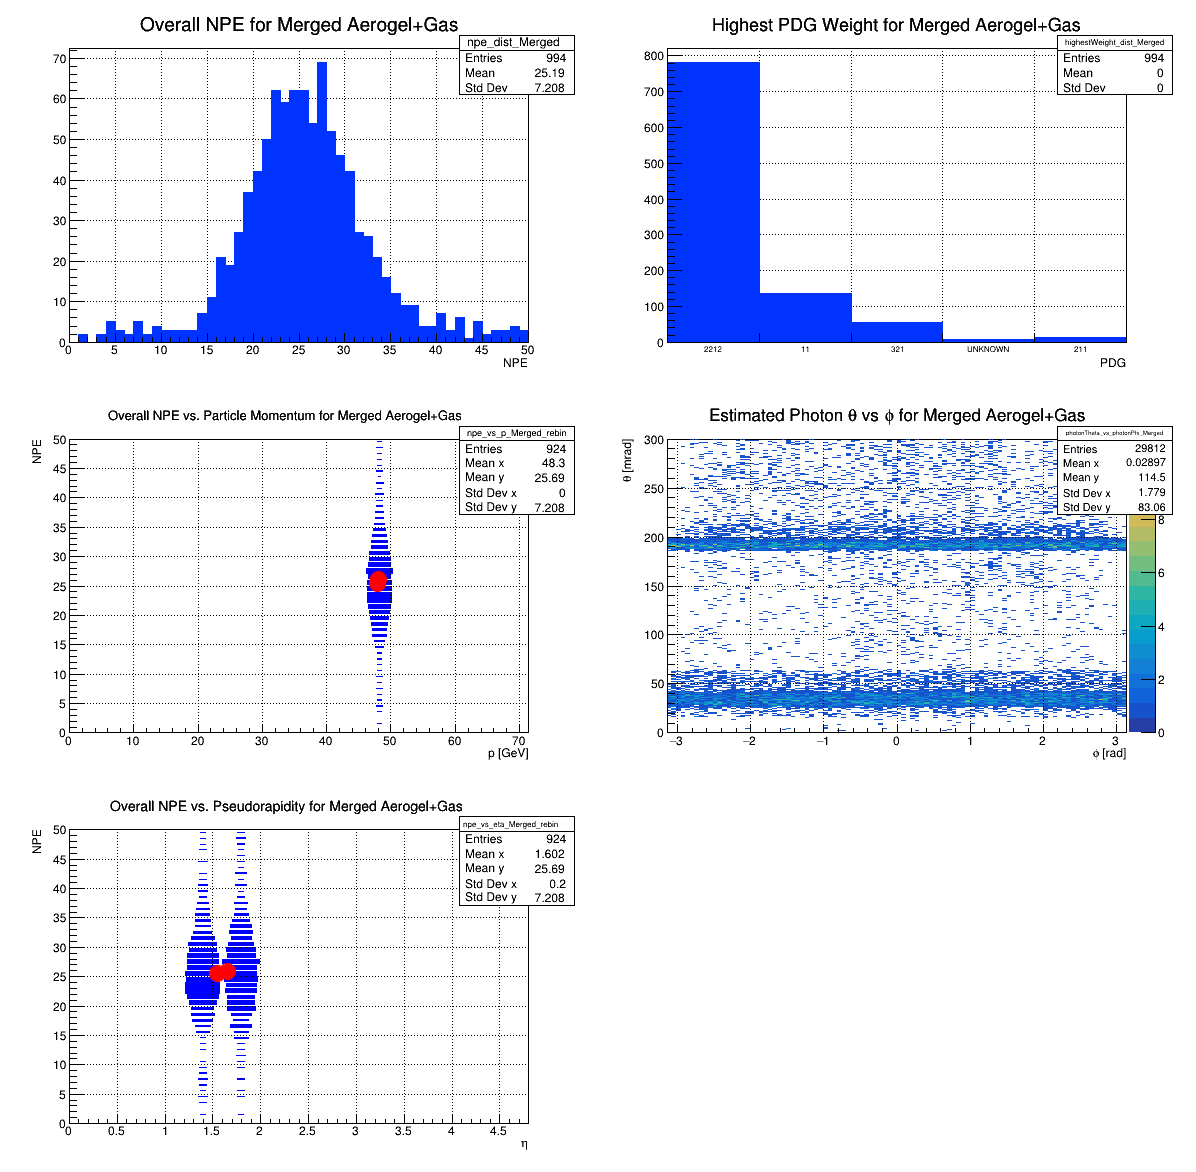 Overall NPE for Merged Aerogel+Gas
npe_dist_Merged
Entries 994
Mean 25.19
Std Dev 7.208
70
60
50
40
30
20
10
0
0 5 10 15 20 25 30 35 40 45 50
NPE
Highest PDG Weight for Merged Aerogel+Gas
highestWeight_dist_Merged
Entries 994
Mean 0
Std Dev 0
800
700
600
500
400
300
200
100
0
2212 11 321 UNKNOWN 211
PDG
Overall NPE vs. Particle Momentum for Merged Aerogel+Gas
npe_vs_p_Merged_rebin
Entries 924
Mean x 48.3
Mean y 25.69
Std Dev x 0
Std Dev y 7.208
NPE
50
45
40
35
30
25
20
15
10
5
0
0 10 20 30 40 50 60 70
p [GeV]
Estimated Photon θ vs ϕ for Merged Aerogel+Gas
photonTheta_vs_photonPhi_Merged
Entries 29812
Mean x 0.02897
Mean y 114.5
Std Dev x 1.779
Std Dev y 83.06
θ [mrad]
300
250
200
150
100
50
0
−3 −2 −1 0 1 2 3
ϕ [rad]
8
6
4
2
0
Overall NPE vs. Pseudorapidity for Merged Aerogel+Gas
npe_vs_eta_Merged_rebin
Entries 924
Mean x 1.602
Mean y 25.69
Std Dev x 0.2
Std Dev y 7.208
NPE
50
45
40
35
30
25
20
15
10
5
0
0 0.5 1 1.5 2 2.5 3 3.5 4 4.5
η